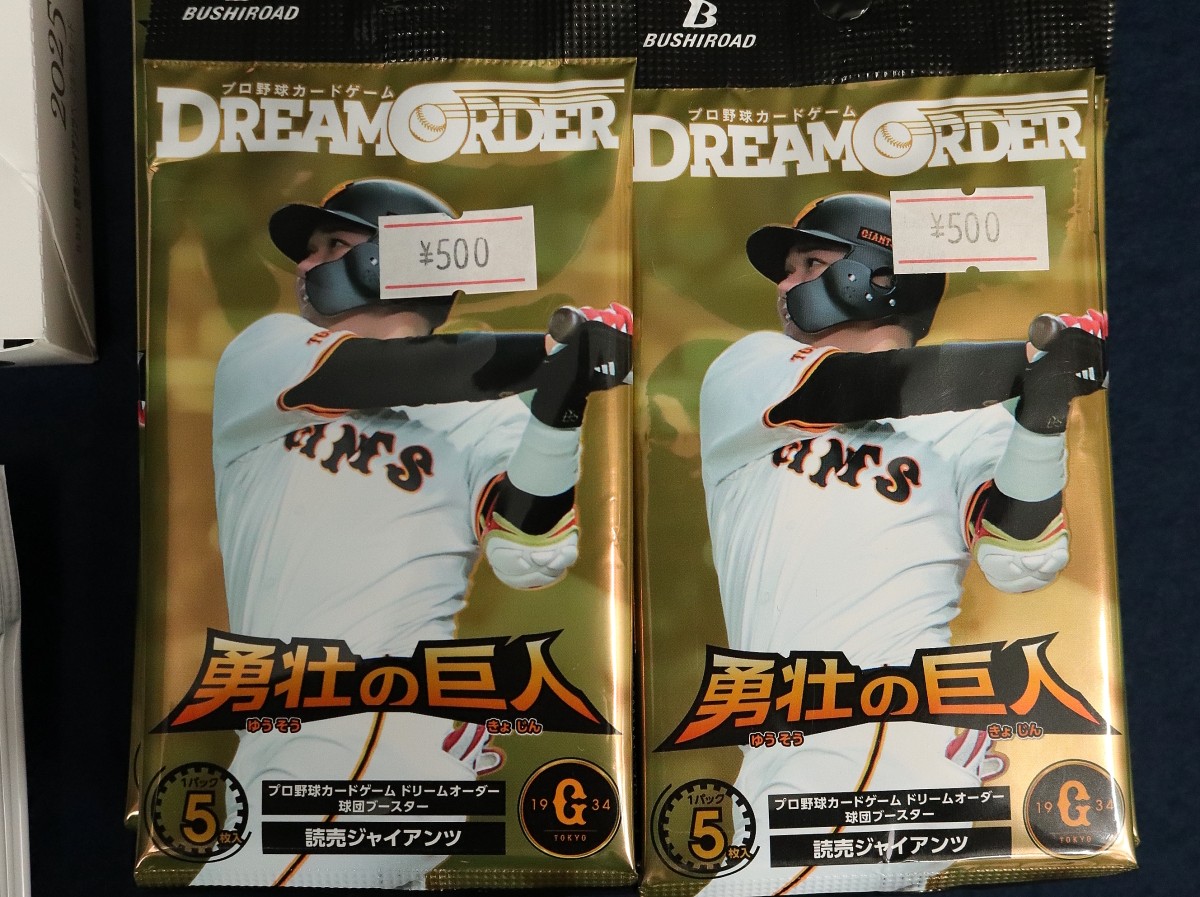 2025
BUSHIROAD
プロ野球カードゲーム
DREAMORDER
¥500
勇壮の巨人
ゆうそう きょじん
1パック
5
枚入
プロ野球カードゲーム ドリームオーダー
球団ブースター
読売ジャイアンツ
19 G 34
TOKYO
B
BUSHIROAD
プロ野球カードゲーム
DREAMORDER
GIANTS
¥500
勇壮の巨人
ゆうそう きょじん
1パック
5
枚入
プロ野球カードゲーム ドリームオーダー
球団ブースター
読売ジャイアンツ
19 G 34
TOKYO